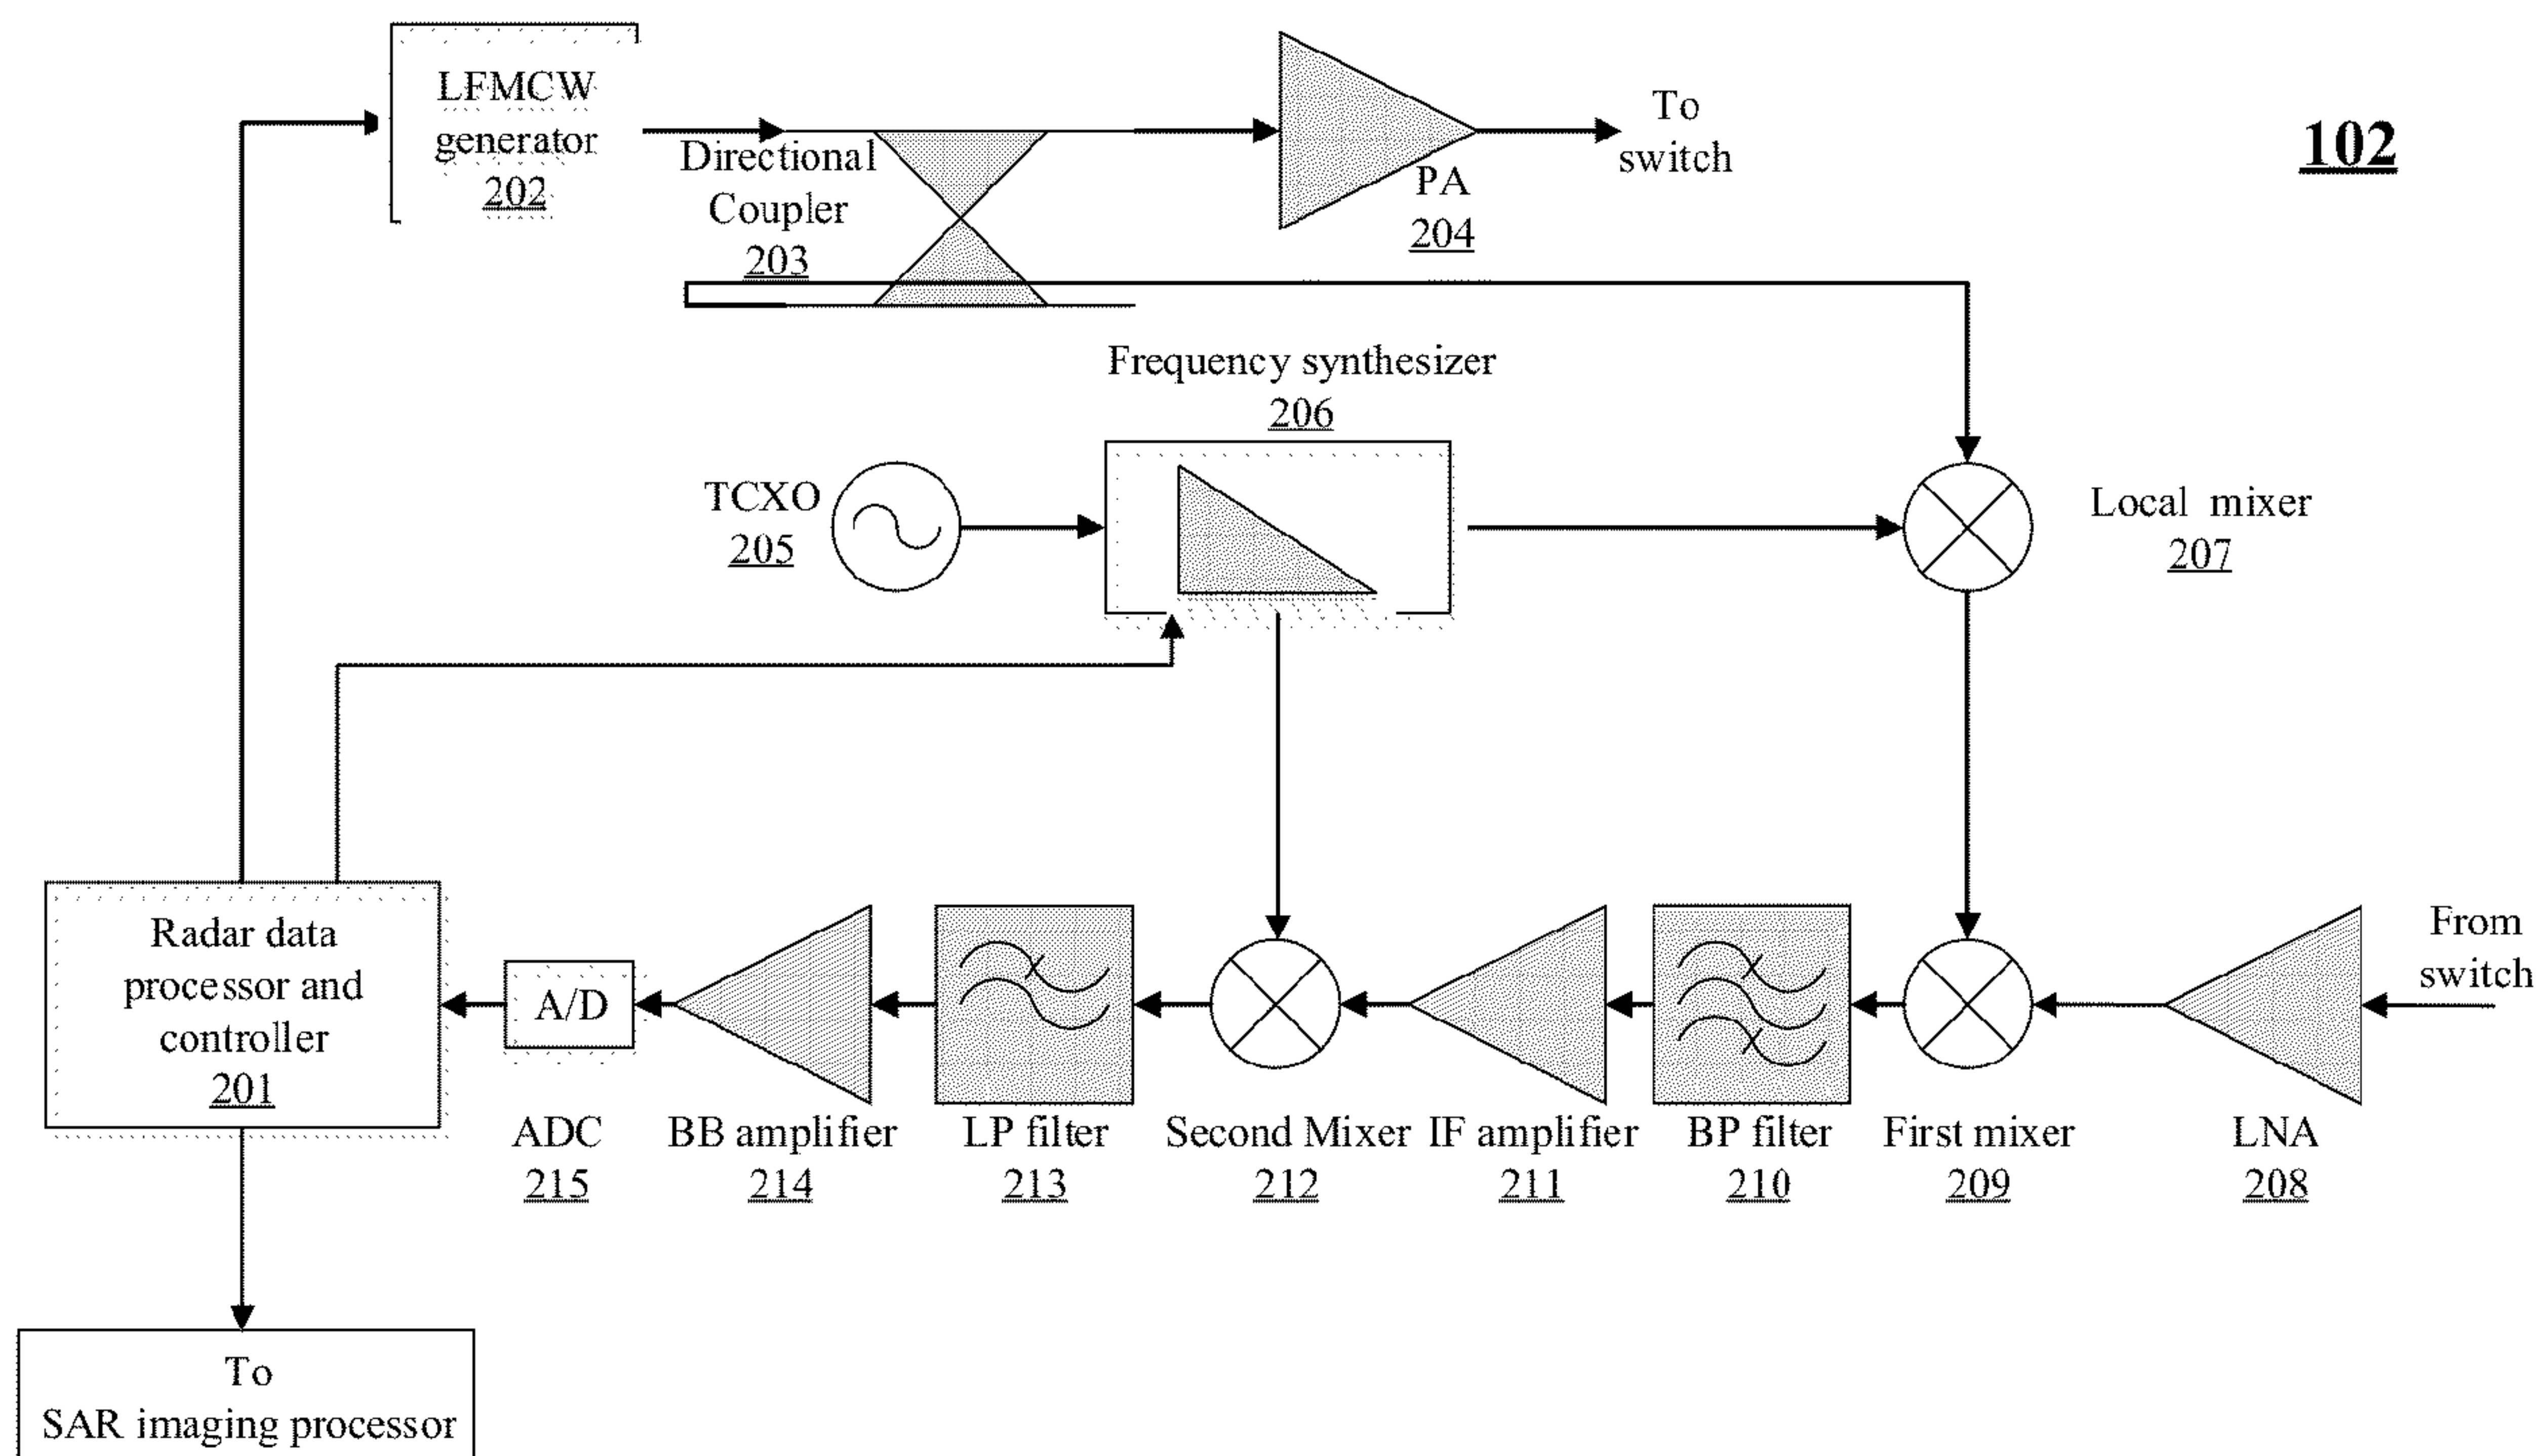 LFMCW
generator
202
Directional
Coupler
203
PA
204
To
switch
102
Frequency synthesizer
206
TCXO
205
Local mixer
207
Radar data
processor and
controller
201
A/D
ADC
215
BB amplifier
214
LP filter
213
Second Mixer
212
IF amplifier
211
BP filter
210
First mixer
209
LNA
208
From
switch
To
SAR imaging processor